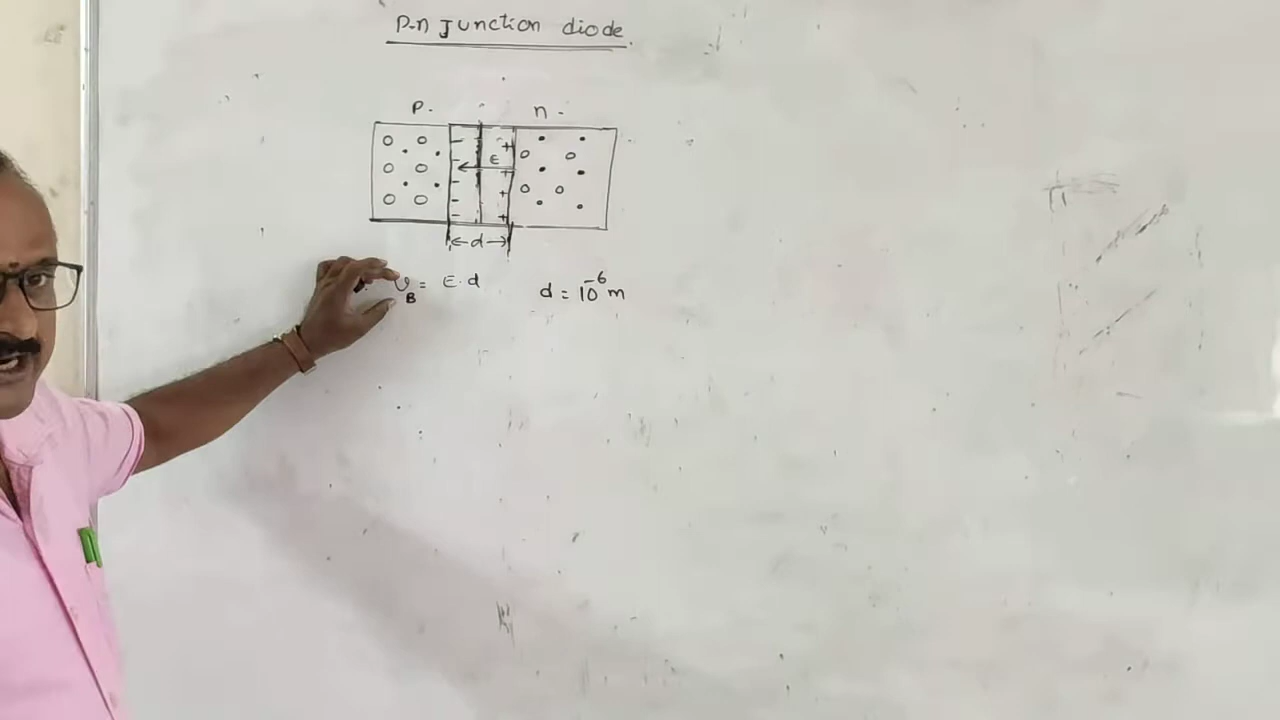 P-n Junction diode.
P- n-
E
d
V_B = E.d d = 10^-6 m